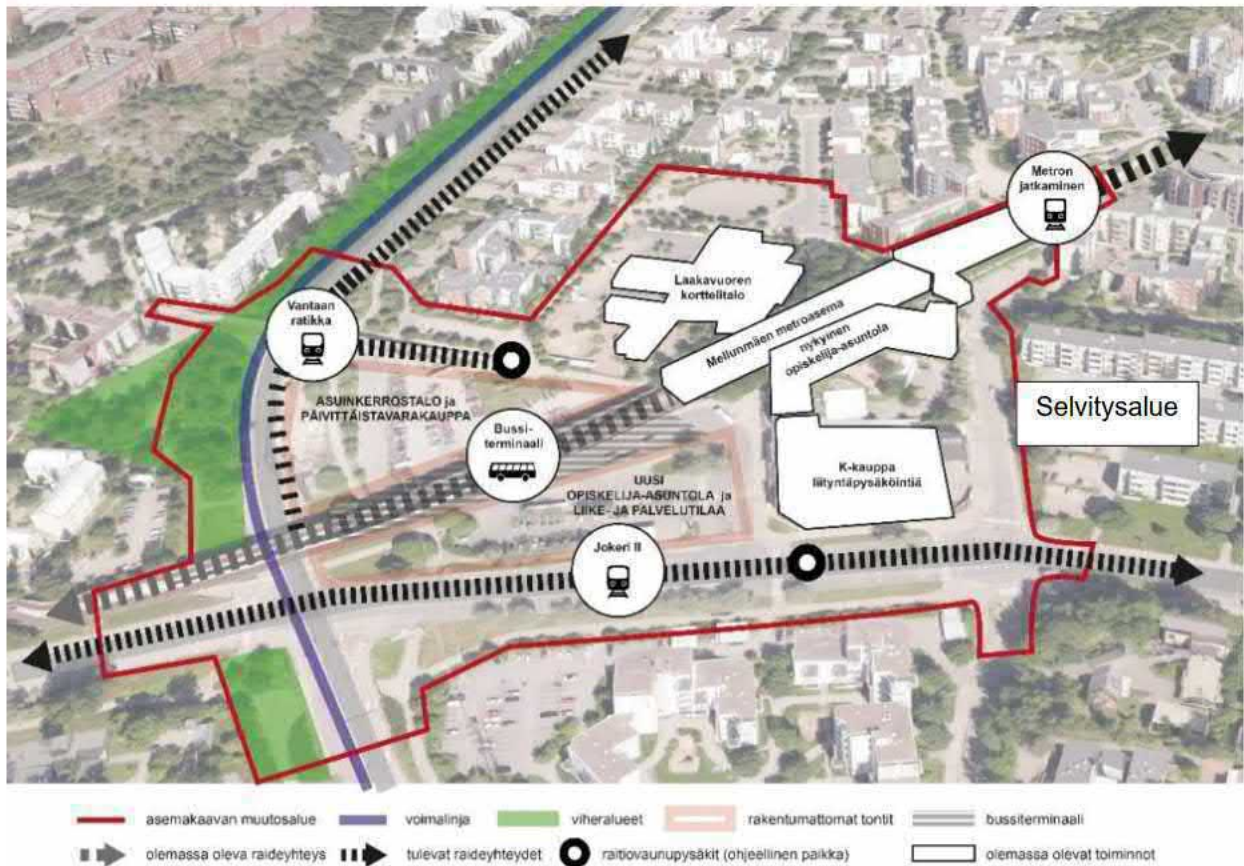 Metron
jatkaminen
Laakavuoren
korttelitalo
Vantaan
ratikka
Mellunmäen metroasema
nykyinen
opiskelija-asuntola
Selvitysalue
ASUINKERROSTALO ja
PÄIVITTÄISTAVARAKAUPPA
Bussi-
terminaali
K-kauppa
liityntäpysäköintiä
UUSI
OPISKELIJA-ASUNTOLA ja
LIIKE- JA PALVELUTILAA
Jokeri II
asemakaavan muutosalue voimalinja viheralueet rakentumattomat tontit bussiterminaali
olemassa oleva raideyhteys tulevat raideyhteydet raitiovaunupysäkit (ohjeellinen paikka) olemassa olevat toiminnot